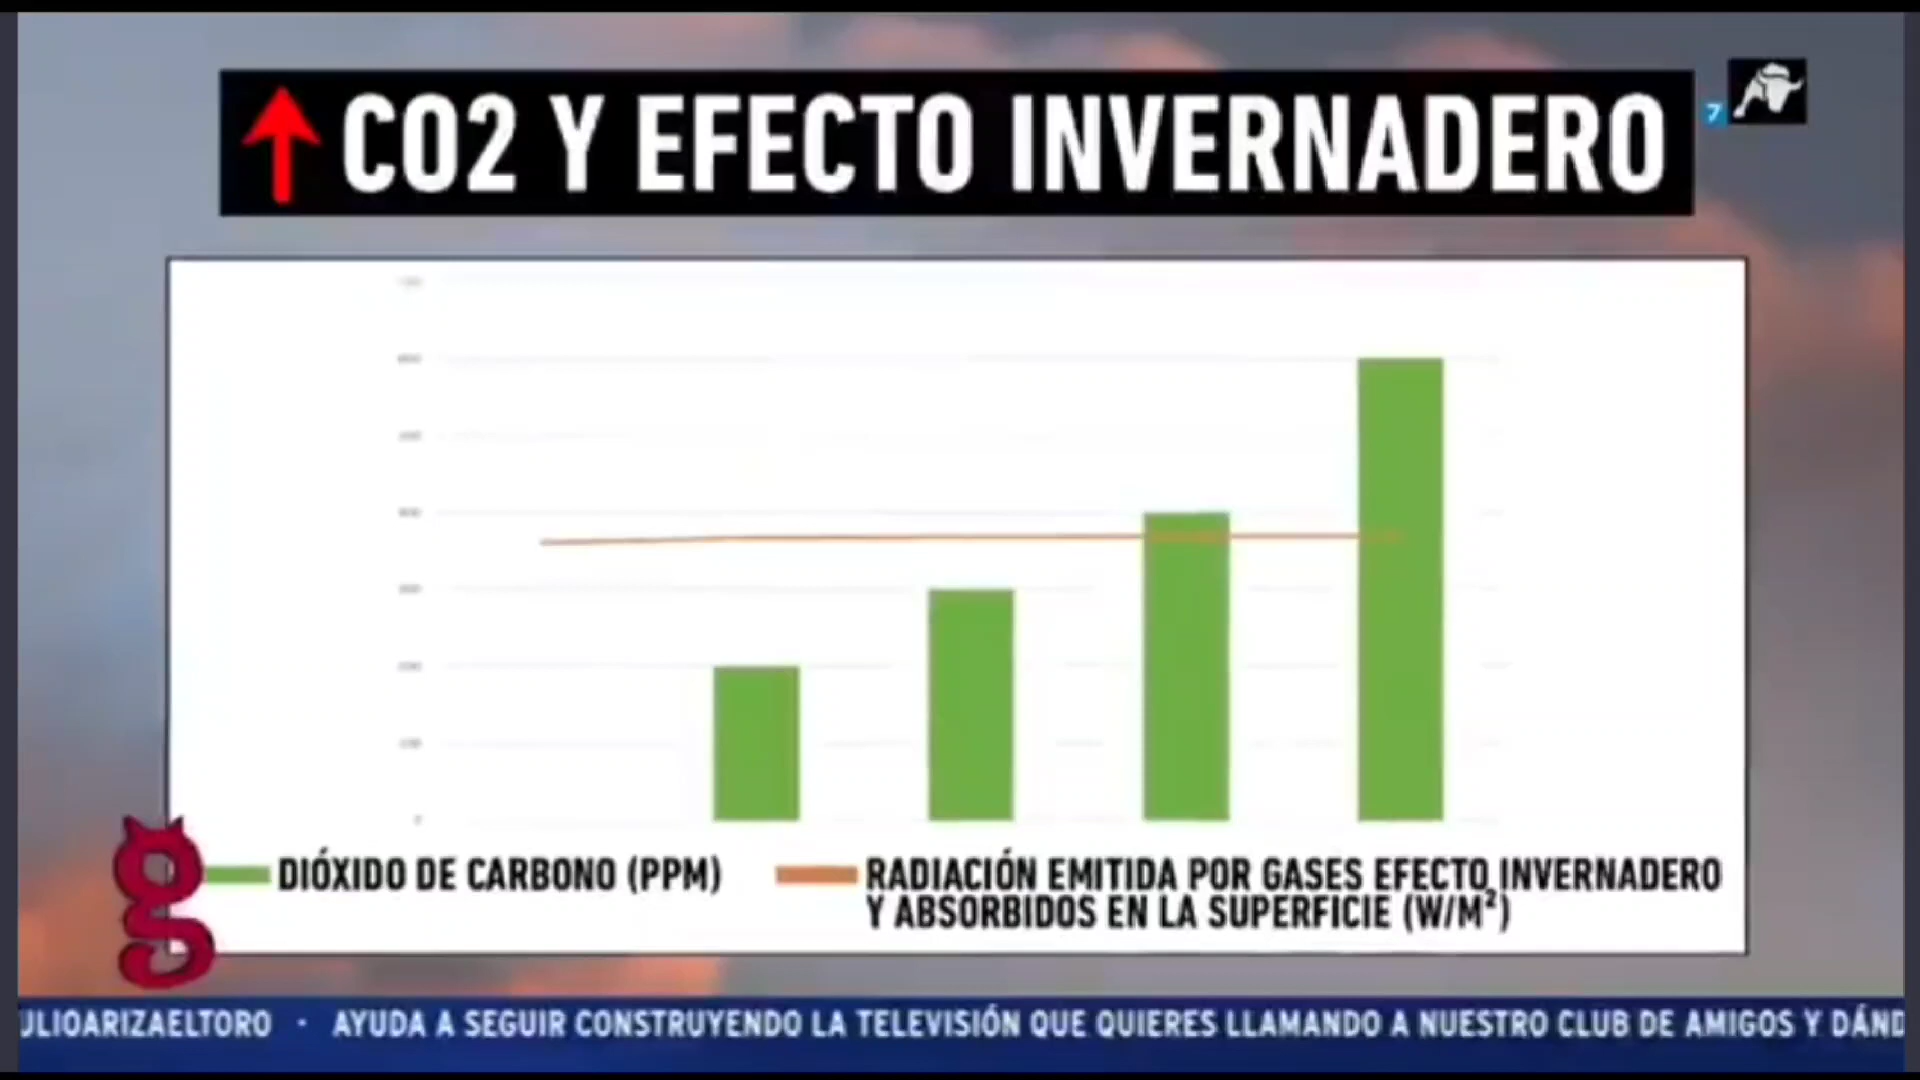 CO2 Y EFECTO INVERNADERO
7
DIÓXIDO DE CARBONO (PPM)
RADIACIÓN EMITIDA POR GASES EFECTO INVERNADERO
Y ABSORBIDOS EN LA SUPERFICIE (W/M²)
g
ULIOARIZAELTORO · AYUDA A SEGUIR CONSTRUYENDO LA TELEVISIÓN QUE QUIERES LLAMANDO A NUESTRO CLUB DE AMIGOS Y DÁND